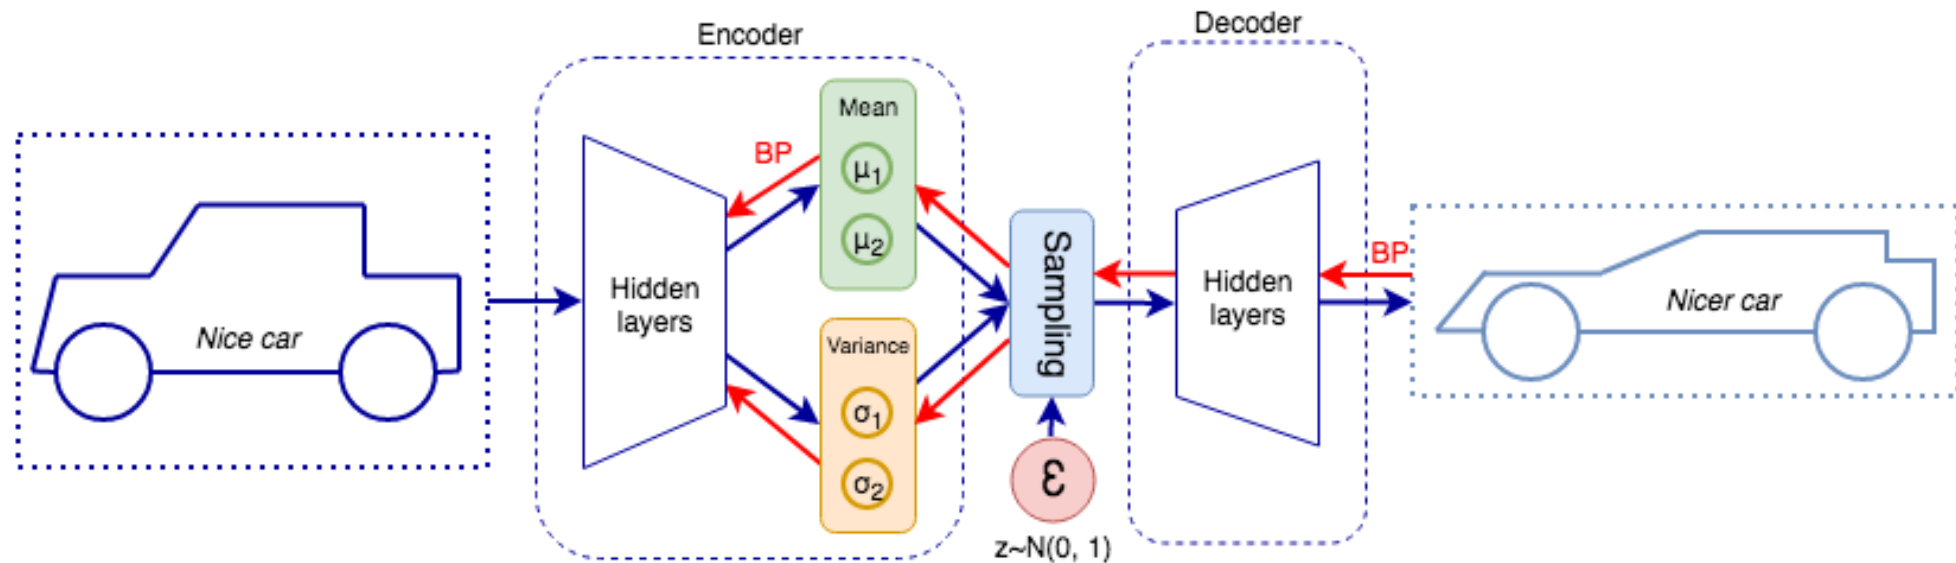 Encoder
Decoder
Mean
BP
μ1
μ2
Nice car
Hidden
layers
Variance
σ1
σ2
Sampling
ε
z~N(0, 1)
Hidden
layers
BP
Nicer car